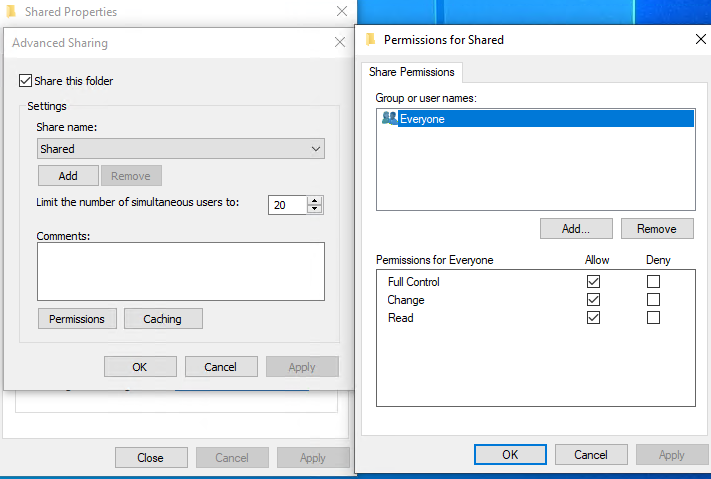 Shared Properties
Advanced Sharing
Share this folder
Settings
Share name:
Shared
Add Remove
Limit the number of simultaneous users to: 20
Comments:
Permissions Caching
OK Cancel Apply
Close Cancel Apply
Permissions for Shared
Share Permissions
Group or user names:
Everyone
Add... Remove
Permissions for Everyone Allow Deny
Full Control
Change
Read
OK Cancel Apply